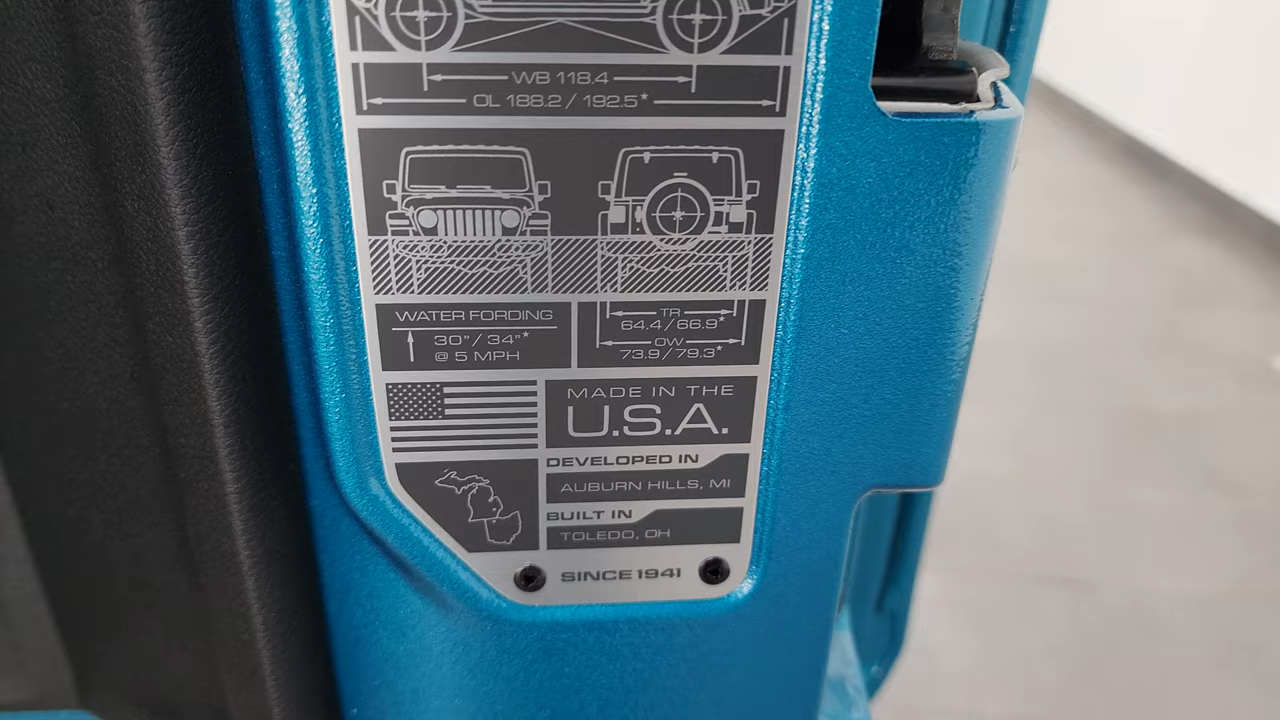 WB 118.4
OL 188.2 / 192.5*
WATER FORDING
30" / 34"*
@ 5 MPH
TR
64.4 / 66.9*
OW
73.9 / 79.3*
MADE IN THE
U.S.A.
DEVELOPED IN
AUBURN HILLS, MI
BUILT IN
TOLEDO, OH
SINCE 1941